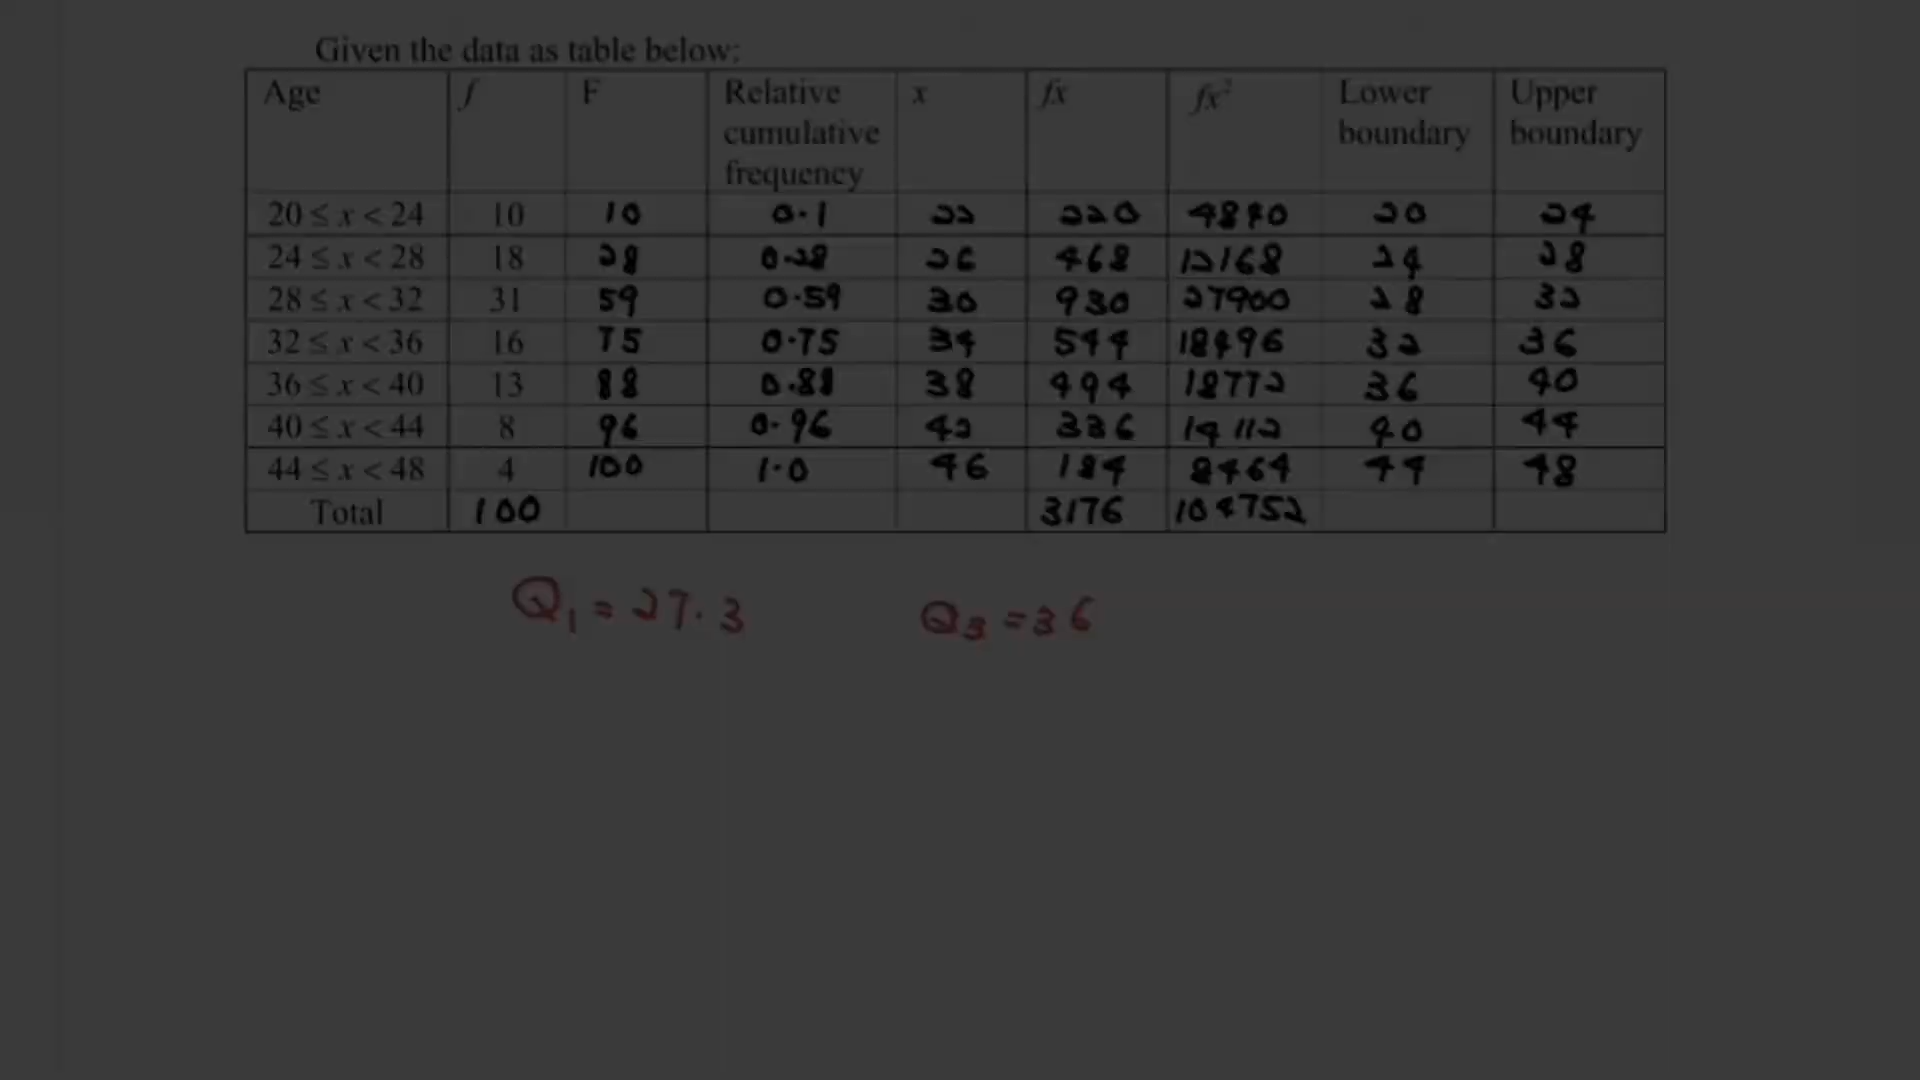 Given the data as table below:
Age f F Relative cumulative frequency x fx fx² Lower boundary Upper boundary
20 ≤ x < 24 10 10 0.1 22 220 4840 20 24
24 ≤ x < 28 18 28 0.28 26 468 12168 24 28
28 ≤ x < 32 31 59 0.59 30 930 27900 28 32
32 ≤ x < 36 16 75 0.75 34 544 18496 32 36
36 ≤ x < 40 13 88 0.88 38 494 18772 36 40
40 ≤ x < 44 8 96 0.96 42 336 14112 40 44
44 ≤ x < 48 4 100 1.0 46 184 8464 44 48
Total 100 3176 104752
Q₁ = 27.3 Q₃ = 36